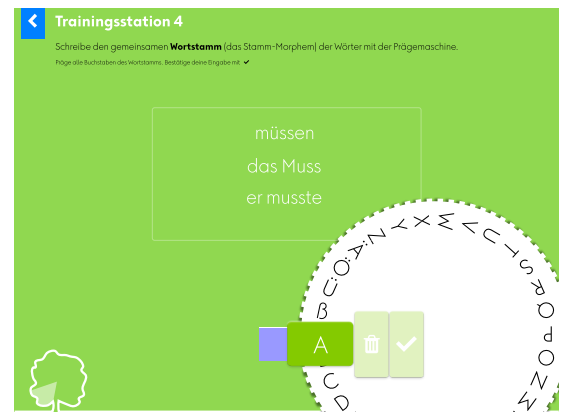 Trainingsstation 4
Schreibe den gemeinsamen Wortstamm (das Stamm-Morphem) der Wörter mit der Prägemaschine.
Präge alle Buchstaben des Wortstamms. Bestätige deine Eingabe mit ✔
müssen
das Muss
er musste
A
ß Ü Ö Ä Z Y X W V U T S R Q P O N M
C D